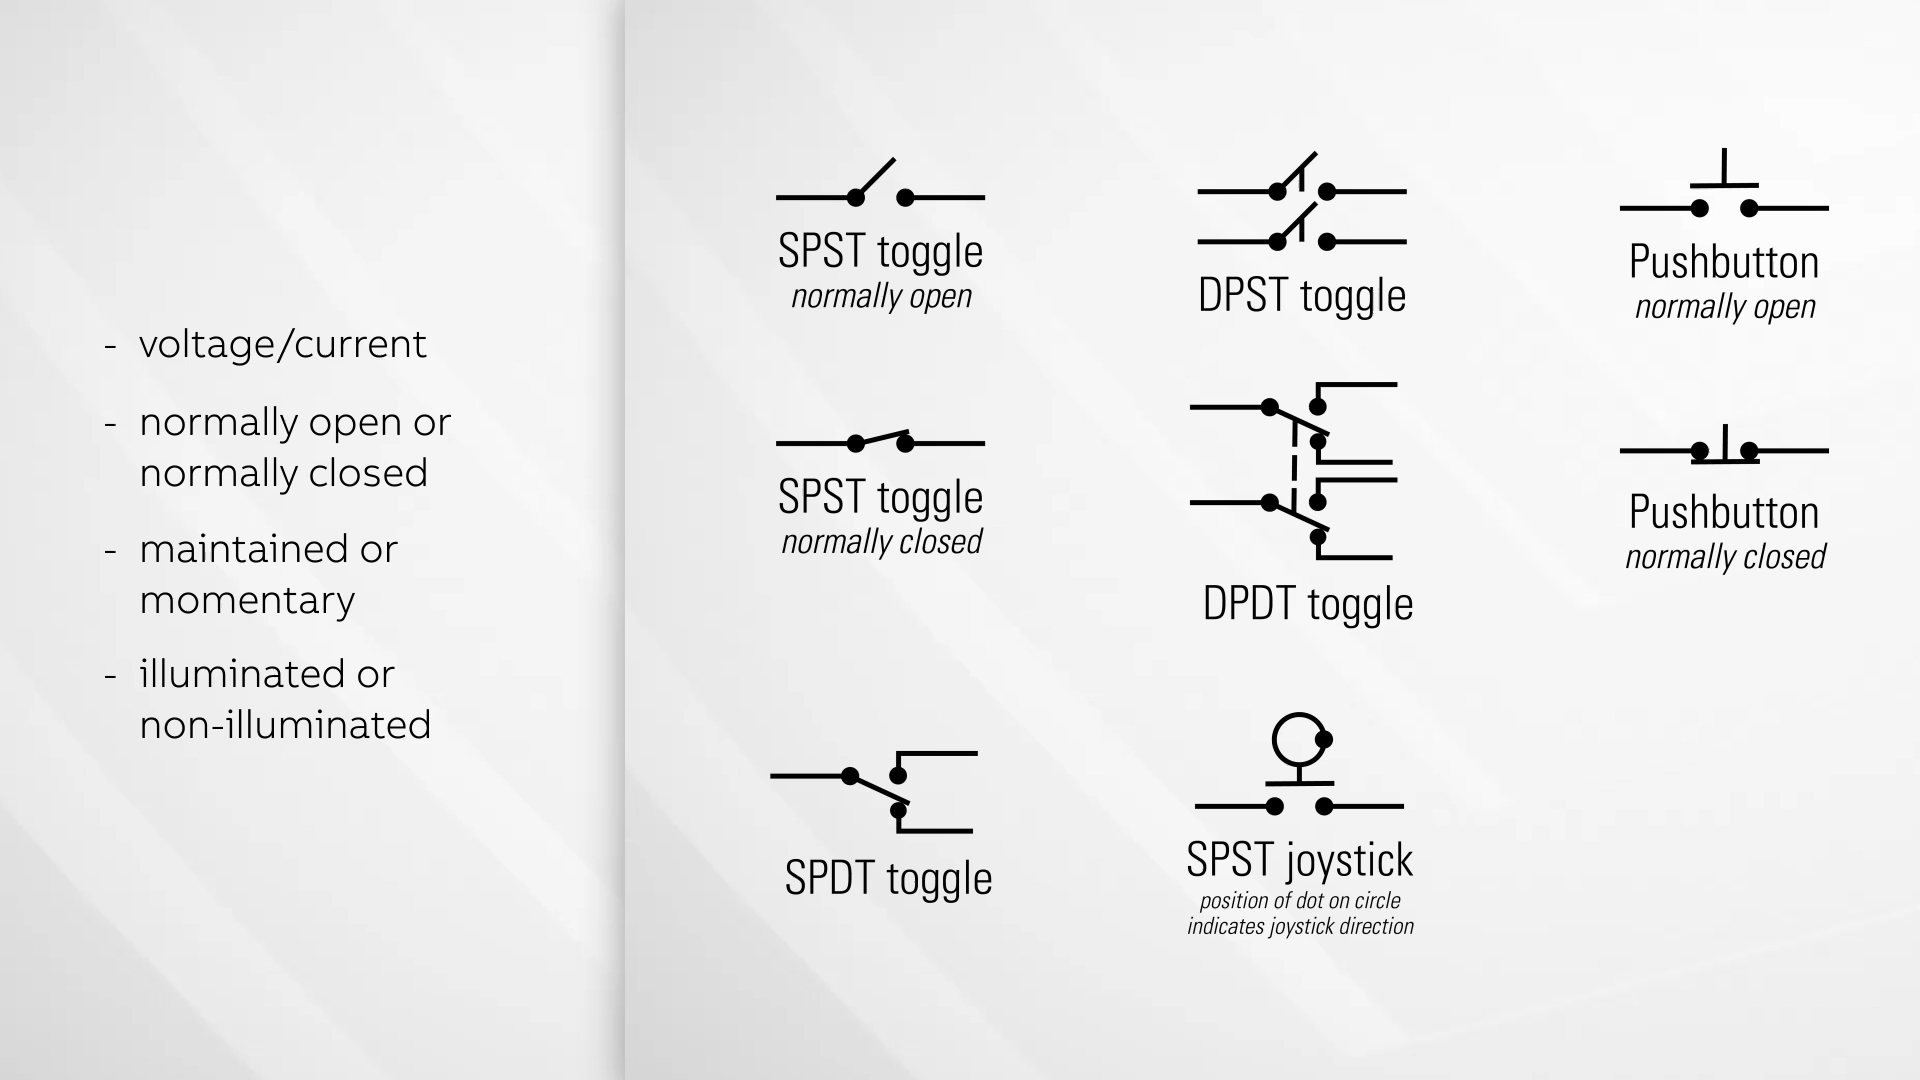 - voltage/current
- normally open or
normally closed
- maintained or
momentary
- illuminated or
non-illuminated
SPST toggle
normally open
DPST toggle
Pushbutton
normally open
SPST toggle
normally closed
DPDT toggle
Pushbutton
normally closed
SPDT toggle
SPST joystick
position of dot on circle
indicates joystick direction